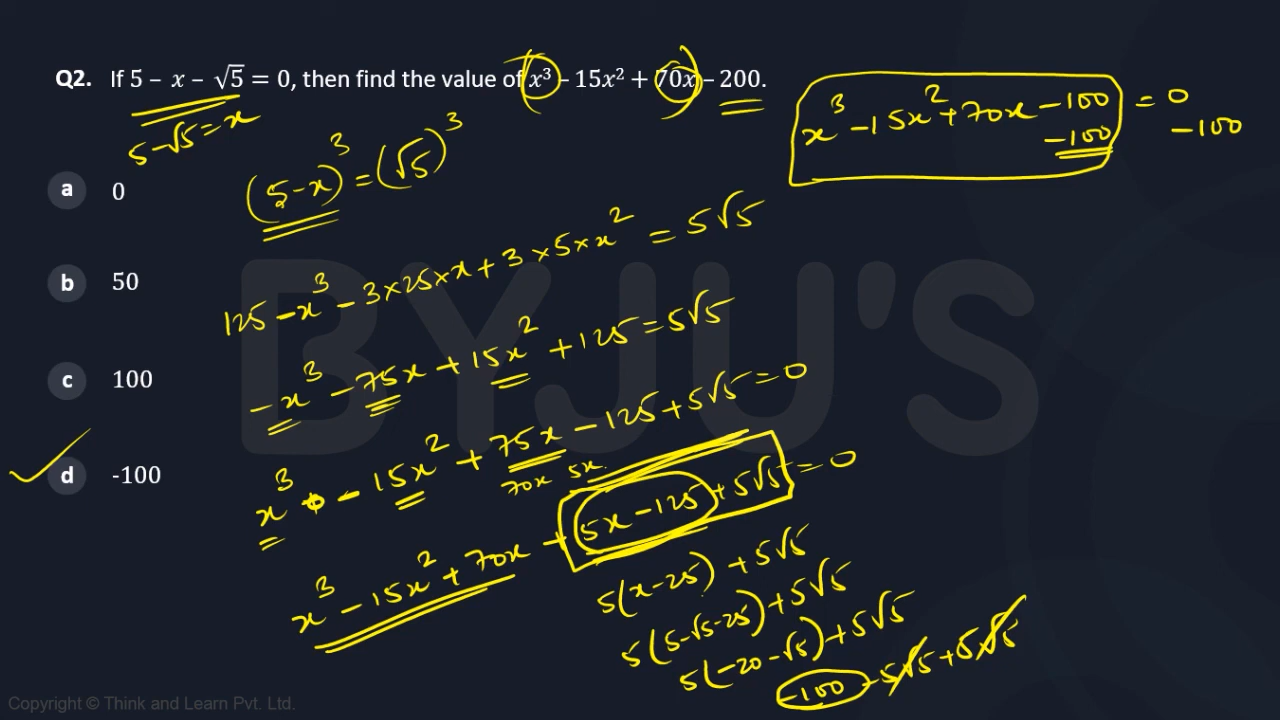 Q2. If 5 – x – √5 = 0, then find the value of x³ – 15x² + 70x – 200.
5-√5=x
x³ -15x²+70x -100 = 0
-100 -100
a 0
(5-x)³=(√5)³
b 50
125 -x³ -3×25×x+3×5×x² = 5√5
BYJU'S
c 100
-x³ -75x +15x² +125=5√5
d -100
x³ - 15x² + 75x -125+5√5=0
70x 5x
x³ -15x²+70x + 5x -125 +5√5=0
5(x-25) +5√5
5(5-√5-25)+5√5
5(-20-√5)+5√5
-100 -5√5+5√5
Copyright © Think and Learn Pvt. Ltd.